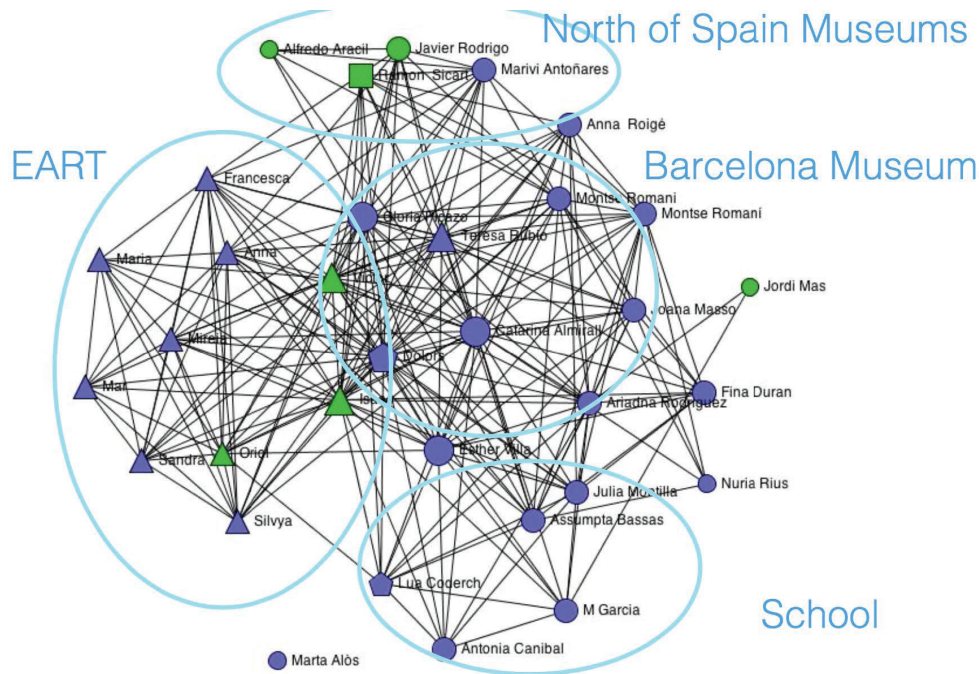 North of Spain Museums
Alfredo Aracil
Javier Rodrigo
Ramon Sicart
Marivi Antoñares
Anna Roigé
EART
Barcelona Museum
Francesca
Montse Romani
Montse Romaní
Gloria Picazo
Teresa Rubio
Maria
Anna
Jordi Mas
Joana Masso
Catarina Almirall
Mireia
Dolors
Mar
Fina Duran
Ariadna Rodriguez
Esther Villa
Sandra
Oriol
Nuria Rius
Julia Montilla
Silvya
Assumpta Bassas
Lua Coderch
M Garcia
School
Antonia Canibal
Marta Alòs